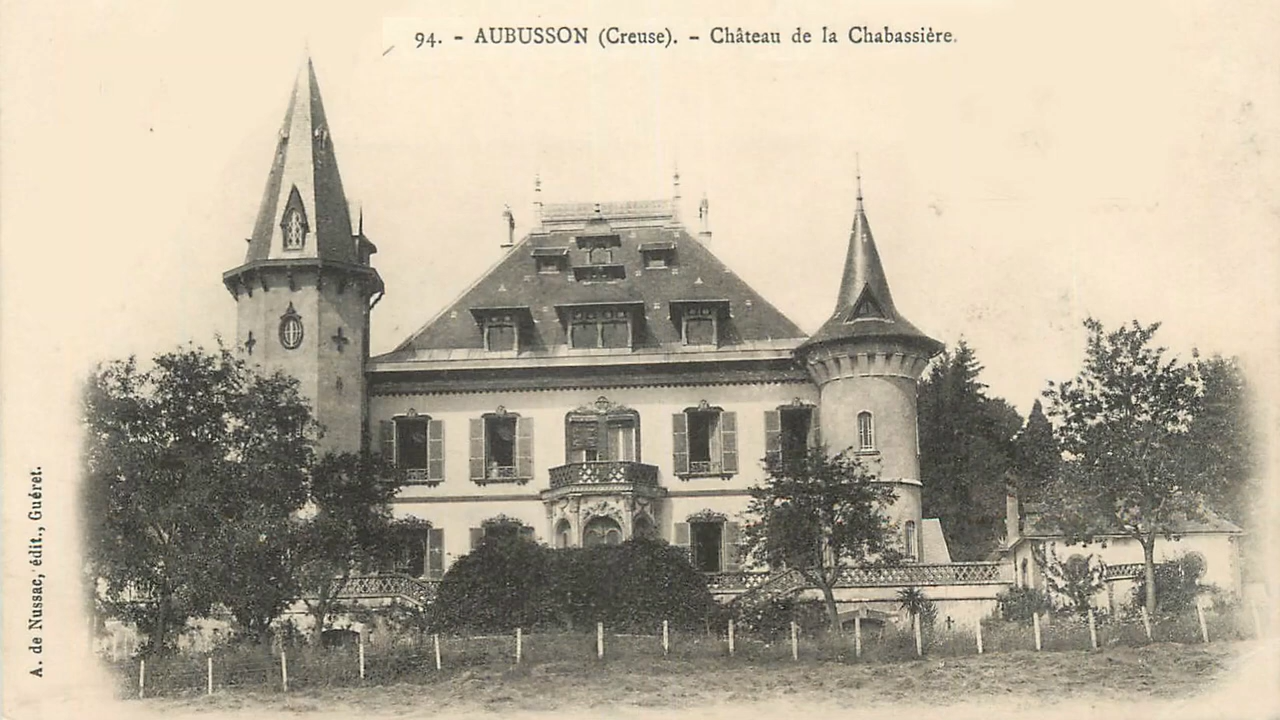 94. - AUBUSSON (Creuse). - Château de la Chabassière.
A. de Nussac, édit., Guéret.